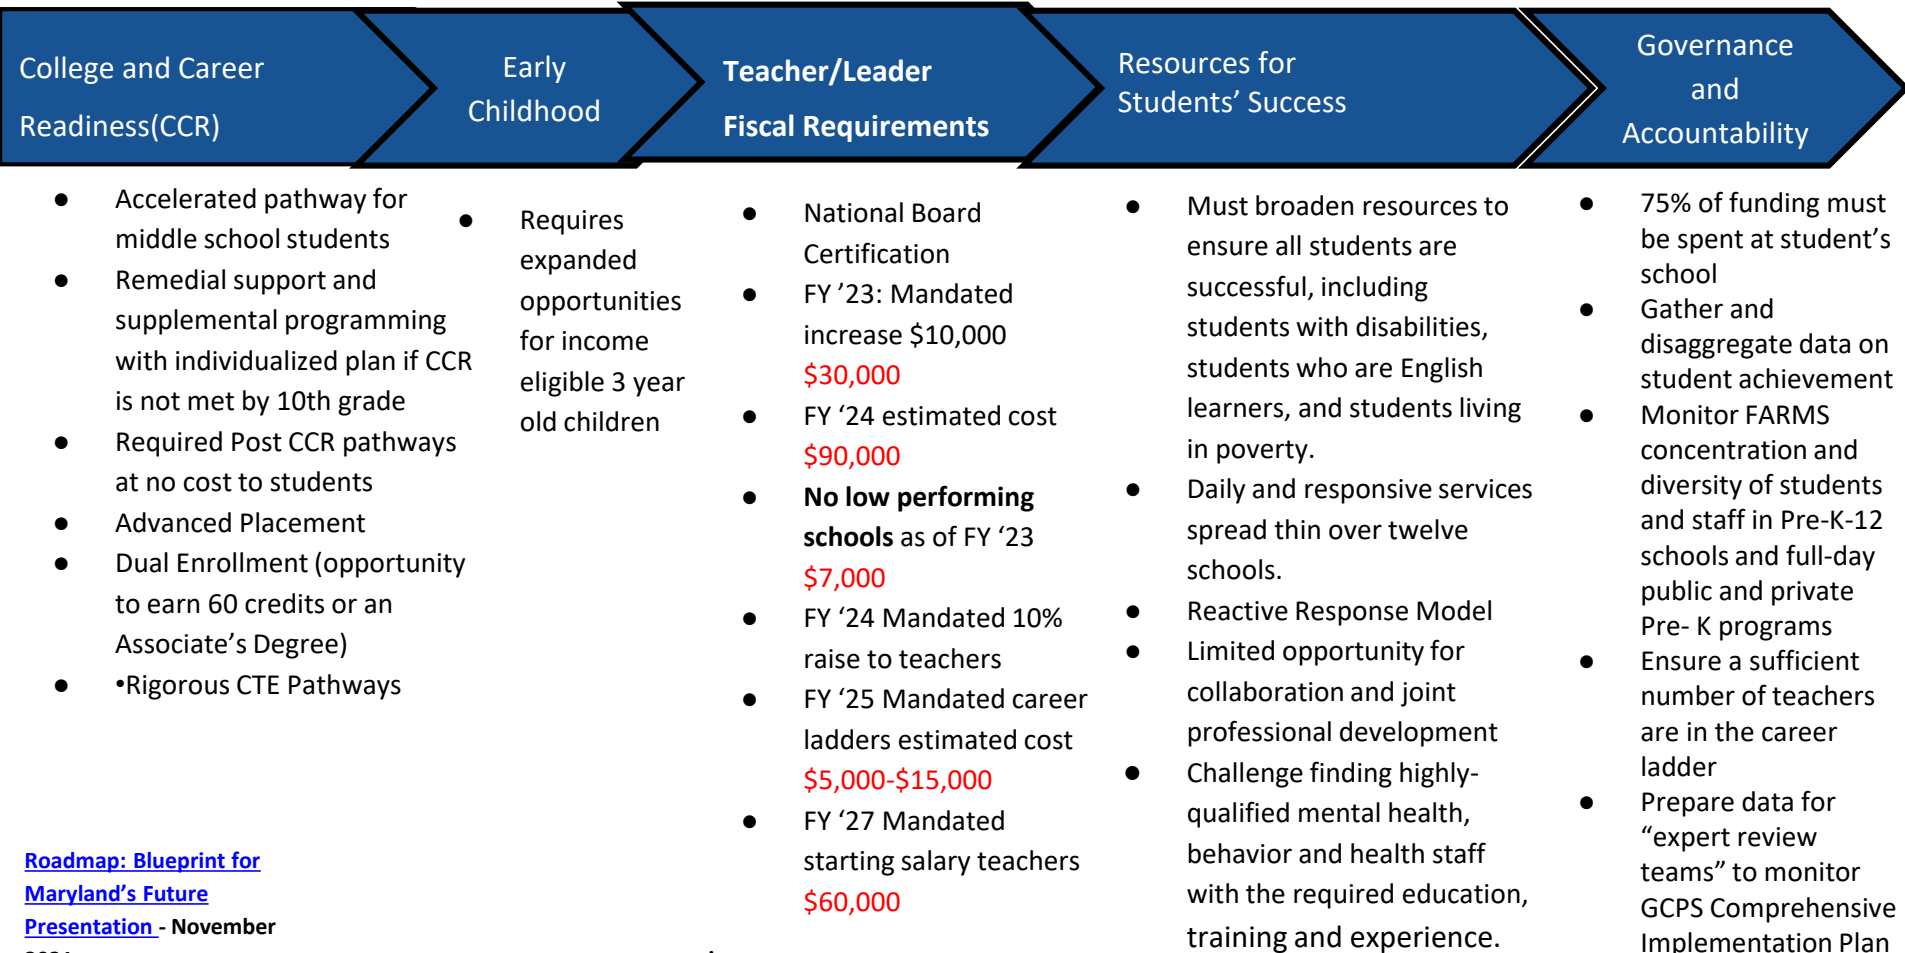 College and Career
Readiness(CCR)
Early
Childhood
Teacher/Leader
Fiscal Requirements
Resources for
Students’ Success
Governance
and
Accountability
● Accelerated pathway for
middle school students
● Remedial support and
supplemental programming
with individualized plan if CCR
is not met by 10th grade
● Required Post CCR pathways
at no cost to students
● Advanced Placement
● Dual Enrollment (opportunity
to earn 60 credits or an
Associate’s Degree)
● •Rigorous CTE Pathways
Roadmap: Blueprint for
Maryland’s Future
Presentation - November
● Requires
expanded
opportunities
for income
eligible 3 year
old children
● National Board
Certification
● FY ’23: Mandated
increase $10,000
$30,000
● FY ‘24 estimated cost
$90,000
● No low performing
schools as of FY ‘23
$7,000
● FY ‘24 Mandated 10%
raise to teachers
● FY ‘25 Mandated career
ladders estimated cost
$5,000-$15,000
● FY ‘27 Mandated
starting salary teachers
$60,000
● Must broaden resources to
ensure all students are
successful, including
students with disabilities,
students who are English
learners, and students living
in poverty.
● Daily and responsive services
spread thin over twelve
schools.
● Reactive Response Model
● Limited opportunity for
collaboration and joint
professional development
● Challenge finding highly-
qualified mental health,
behavior and health staff
with the required education,
training and experience.
● 75% of funding must
be spent at student’s
school
● Gather and
disaggregate data on
student achievement
● Monitor FARMS
concentration and
diversity of students
and staff in Pre-K-12
schools and full-day
public and private
Pre- K programs
● Ensure a sufficient
number of teachers
are in the career
ladder
● Prepare data for
“expert review
teams” to monitor
GCPS Comprehensive
Implementation Plan